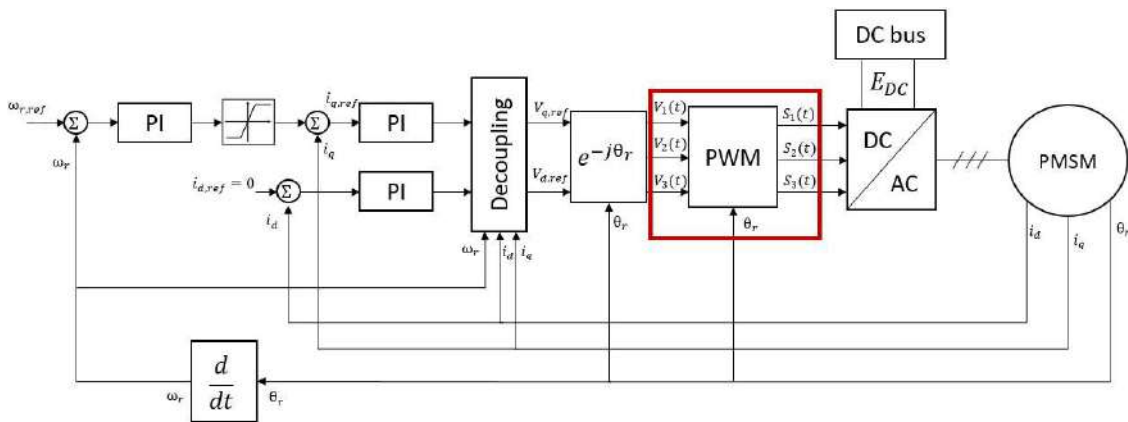 DC bus
E_DC
ω_r,ref
Σ
PI
i_q,ref
Σ
PI
Decoupling
V_q,ref
e^{-jθ_r}
V_1(t)
V_2(t)
V_3(t)
PWM
S_1(t)
S_2(t)
S_3(t)
DC
AC
PMSM
ω_r
i_q
i_d,ref = 0
Σ
PI
V_d,ref
i_d
ω_r
i_d
i_q
θ_r
θ_r
i_d
i_q
θ_r
d
dt
ω_r
θ_r